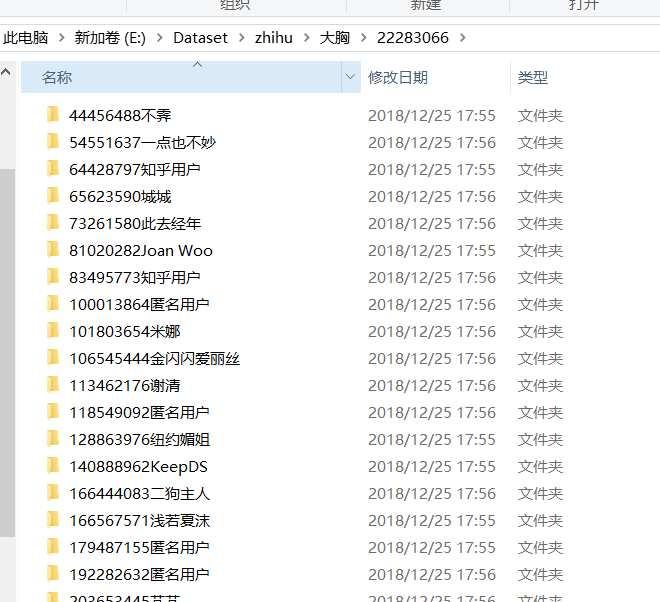 组织 新建 打开
此电脑 > 新加卷 (E:) > Dataset > zhihu > 大胸 > 22283066 >
名称 修改日期 类型
44456488不霁 2018/12/25 17:55 文件夹
54551637一点也不妙 2018/12/25 17:56 文件夹
64428797知乎用户 2018/12/25 17:55 文件夹
65623590城城 2018/12/25 17:56 文件夹
73261580此去经年 2018/12/25 17:56 文件夹
81020282Joan Woo 2018/12/25 17:55 文件夹
83495773知乎用户 2018/12/25 17:56 文件夹
100013864匿名用户 2018/12/25 17:56 文件夹
101803654米娜 2018/12/25 17:56 文件夹
106545444金闪闪爱丽丝 2018/12/25 17:56 文件夹
113462176谢清 2018/12/25 17:56 文件夹
118549092匿名用户 2018/12/25 17:56 文件夹
128863976纽约媚姐 2018/12/25 17:56 文件夹
140888962KeepDS 2018/12/25 17:55 文件夹
166444083二狗主人 2018/12/25 17:56 文件夹
166567571浅若夏沫 2018/12/25 17:55 文件夹
179487155匿名用户 2018/12/25 17:55 文件夹
192282632匿名用户 2018/12/25 17:56 文件夹
203653445 2018/12/25 17:56 文件夹